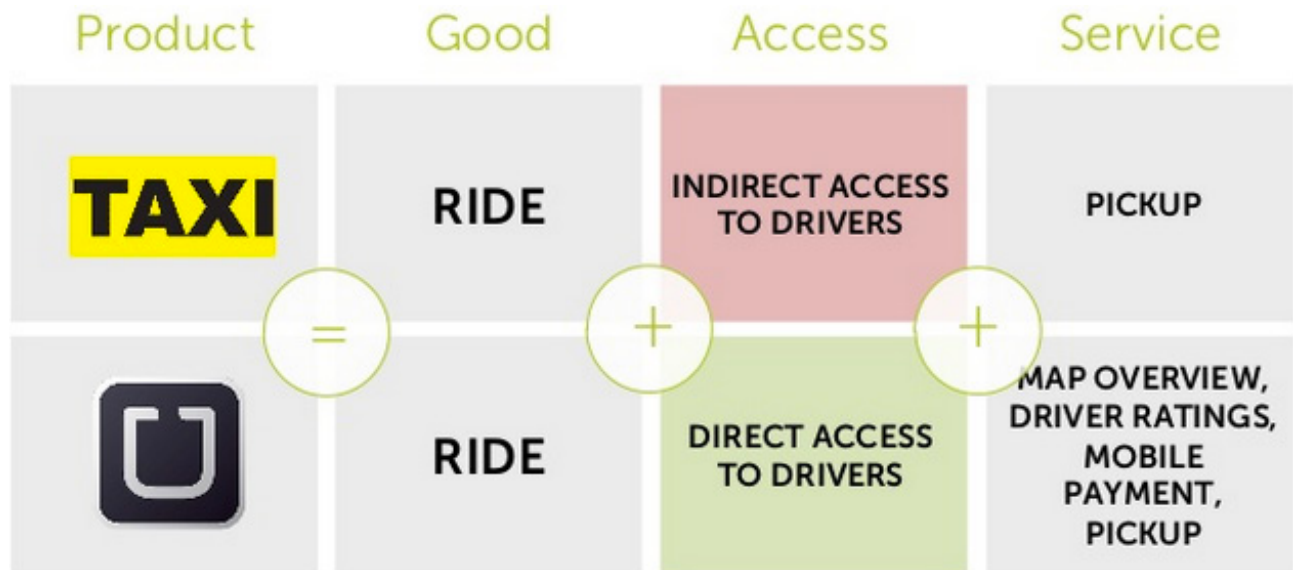 Product Good Access Service
TAXI
RIDE
INDIRECT ACCESS
TO DRIVERS
PICKUP
= + +
U
RIDE
DIRECT ACCESS
TO DRIVERS
MAP OVERVIEW,
DRIVER RATINGS,
MOBILE
PAYMENT,
PICKUP